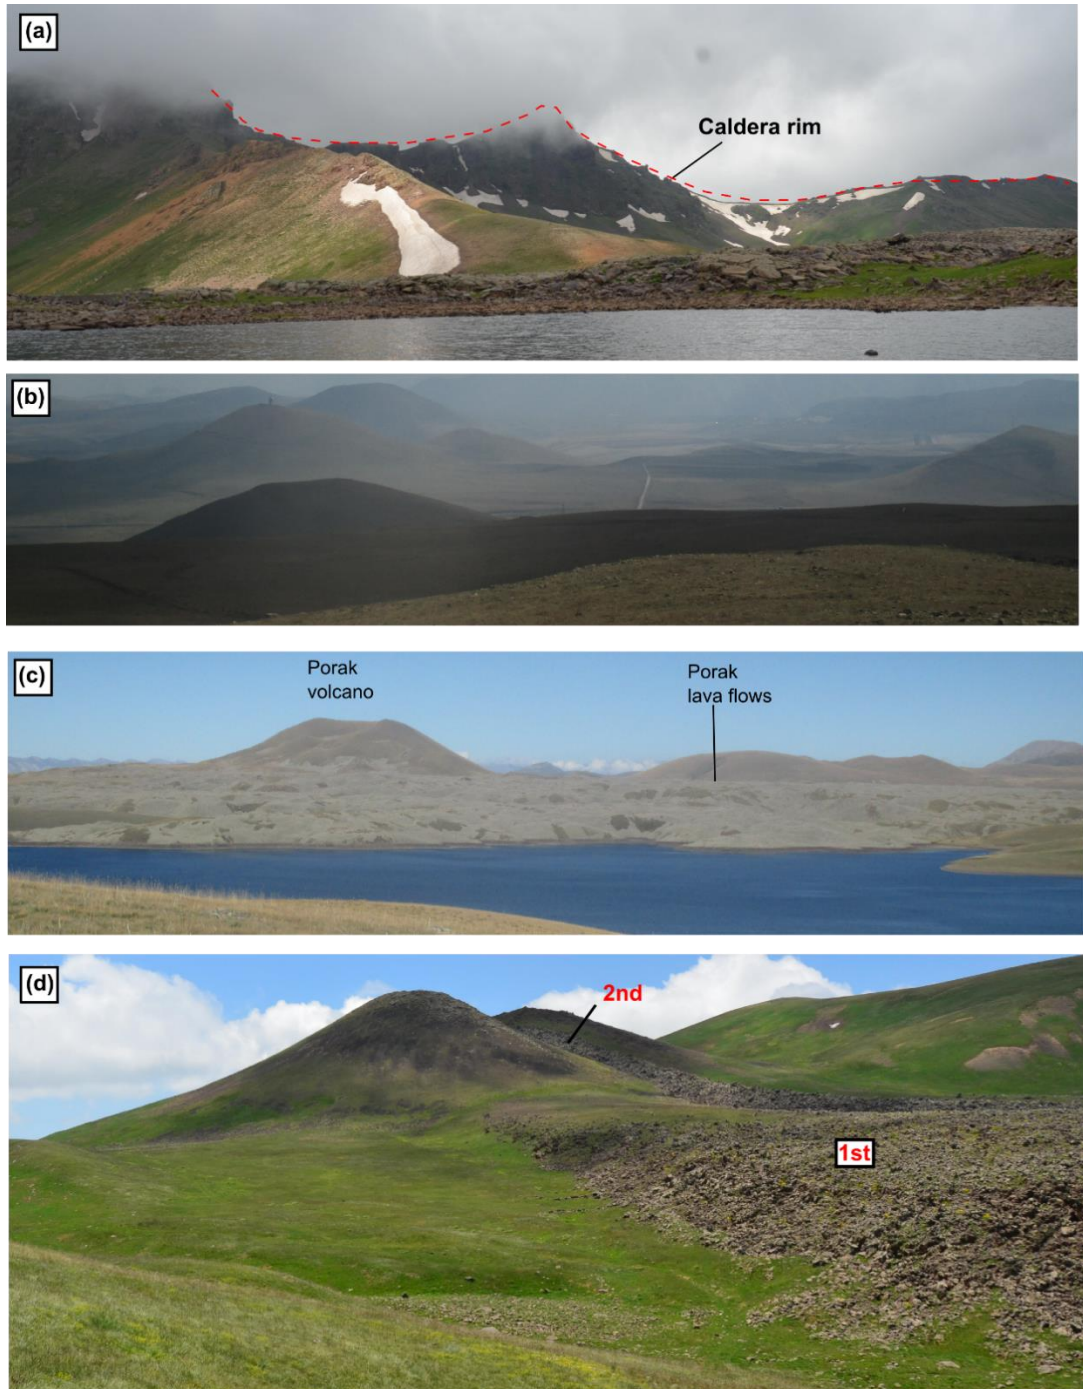 (a)
Caldera rim
(b)
(c)
Porak
volcano
Porak
lava flows
(d)
2nd
1st